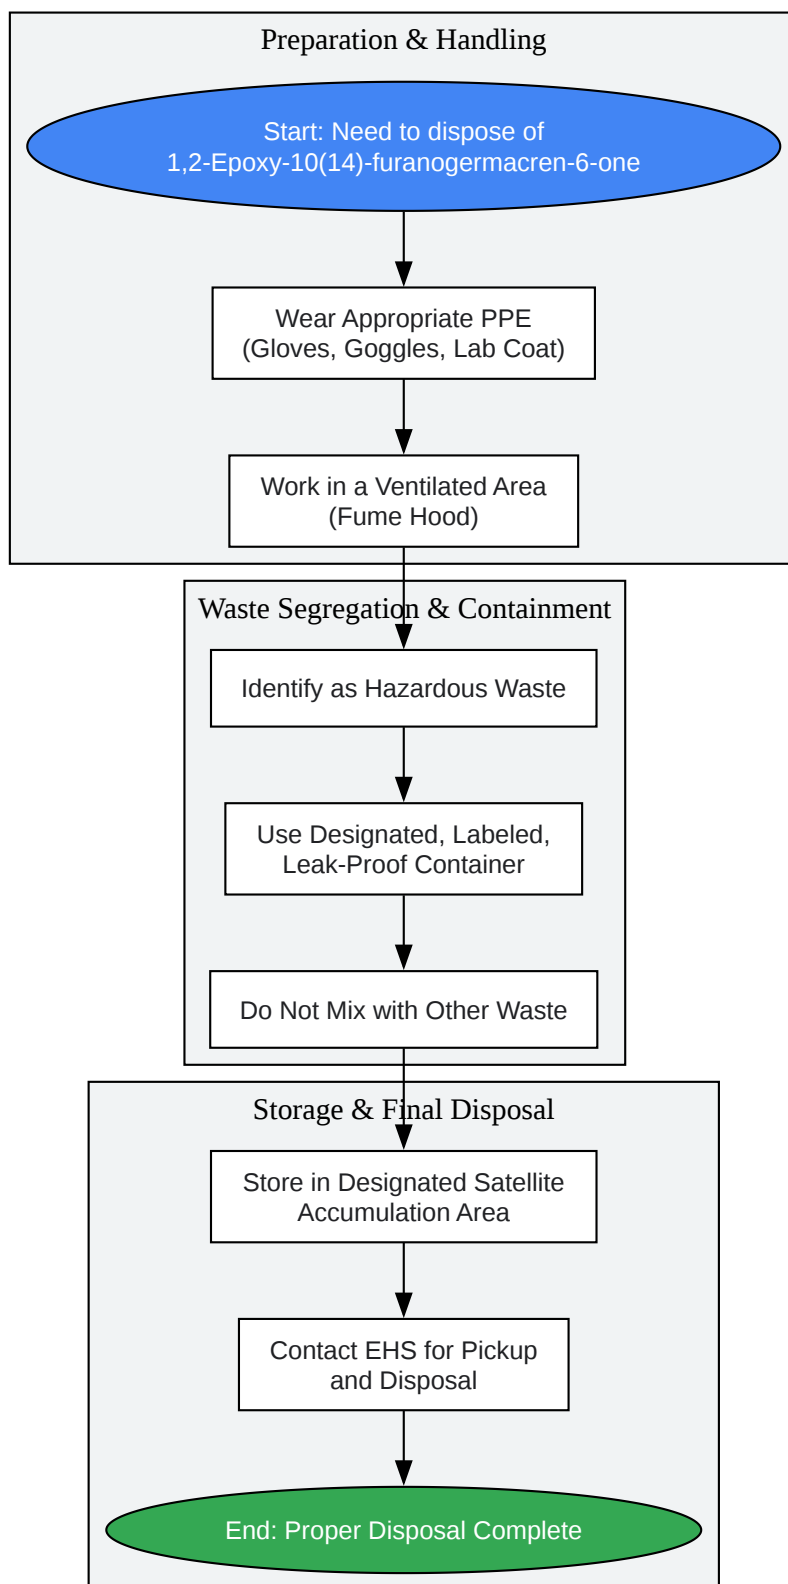 Preparation & Handling
Start: Need to dispose of
1,2-Epoxy-10(14)-furanogermacren-6-one
Wear Appropriate PPE
(Gloves, Goggles, Lab Coat)
Work in a Ventilated Area
(Fume Hood)
Waste Segregation & Containment
Identify as Hazardous Waste
Use Designated, Labeled,
Leak-Proof Container
Do Not Mix with Other Waste
Storage & Final Disposal
Store in Designated Satellite
Accumulation Area
Contact EHS for Pickup
and Disposal
End: Proper Disposal Complete